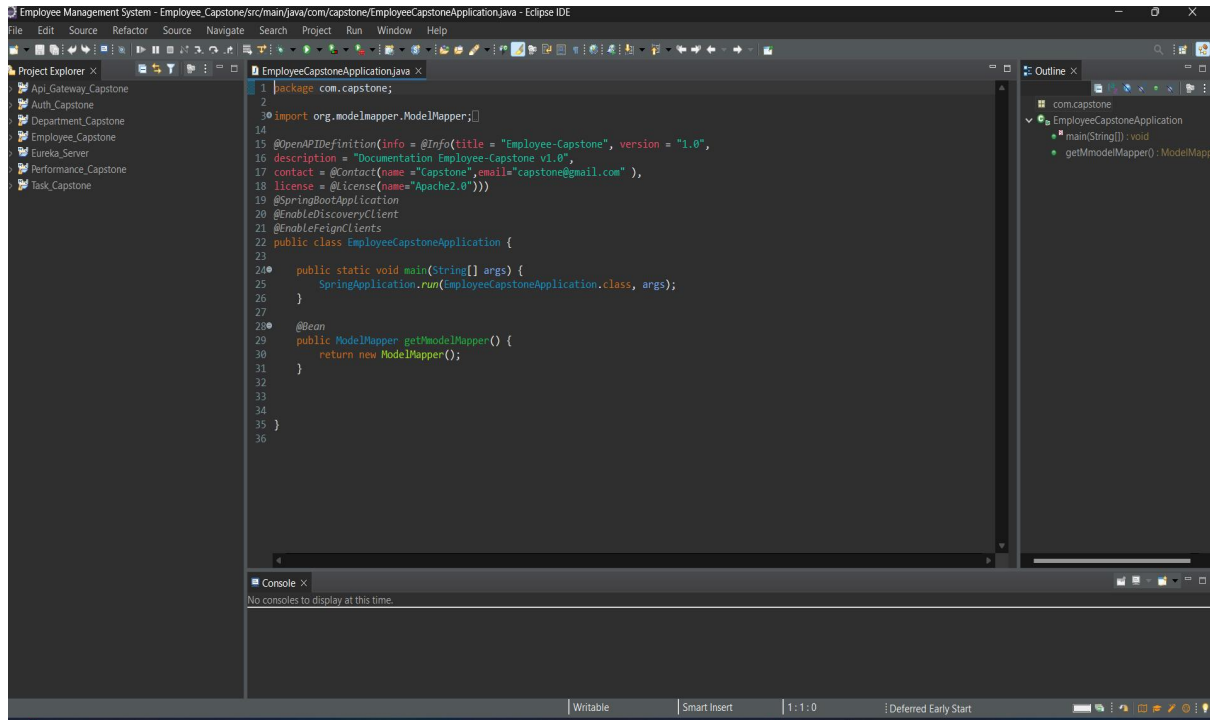 Employee Management System - Employee_Capstone/src/main/java/com/capstone/EmployeeCapstoneApplication.java - Eclipse IDE
File Edit Source Refactor Source Navigate Search Project Run Window Help
Project Explorer
Api_Gateway_Capstone
Auth_Capstone
Department_Capstone
Employee_Capstone
Eureka_Server
Performance_Capstone
Task_Capstone
EmployeeCapstoneApplication.java
1 package com.capstone;
2
3 import org.modelmapper.ModelMapper;
14
15 @OpenAPIDefinition(info = @Info(title = "Employee-Capstone", version = "1.0",
16 description = "Documentation Employee-Capstone v1.0",
17 contact = @Contact(name ="Capstone",email="capstone@gmail.com" ),
18 license = @License(name="Apache2.0")))
19 @SpringBootApplication
20 @EnableDiscoveryClient
21 @EnableFeignClients
22 public class EmployeeCapstoneApplication {
23
24 public static void main(String[] args) {
25 SpringApplication.run(EmployeeCapstoneApplication.class, args);
26 }
27
28 @Bean
29 public ModelMapper getMmodelMapper() {
30 return new ModelMapper();
31 }
32
33
34
35 }
36
Outline
com.capstone
EmployeeCapstoneApplication
main(String[]) : void
getMmodelMapper() : ModelMapp
Console
No consoles to display at this time.
Writable Smart Insert 1 : 1 : 0 Deferred Early Start